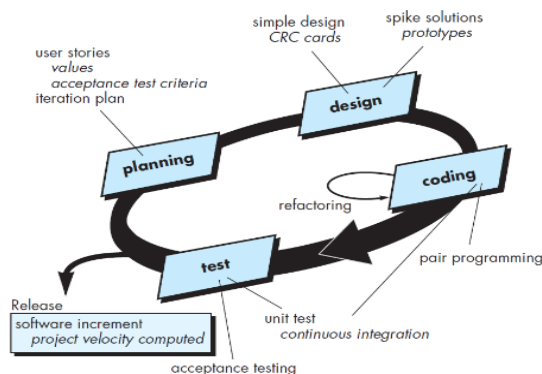 simple design
CRC cards
spike solutions
prototypes
user stories
values
acceptance test criteria
iteration plan
design
planning
coding
refactoring
test
pair programming
Release
software increment
project velocity computed
unit test
continuous integration
acceptance testing